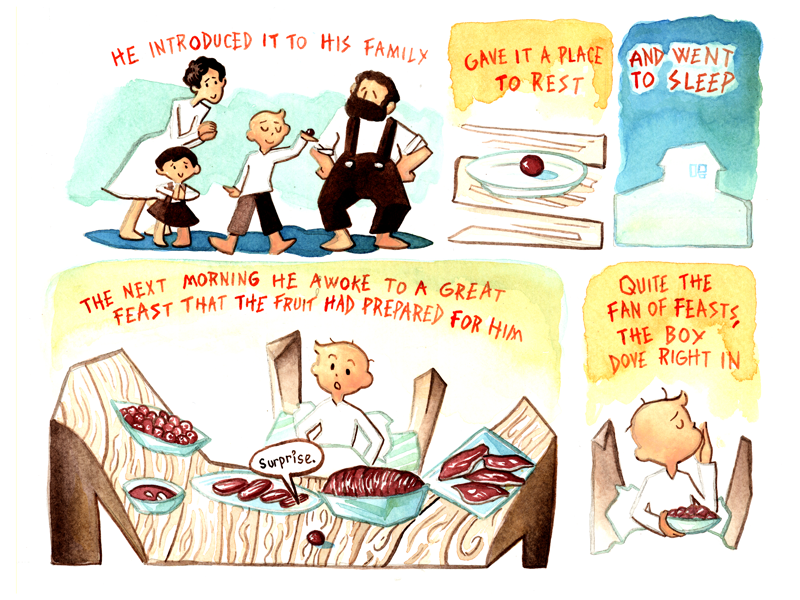 HE INTRODUCED IT TO HIS FAMILY
GAVE IT A PLACE
TO REST
AND WENT
TO SLEEP
THE NEXT MORNING HE AWOKE TO A GREAT
FEAST THAT THE FRUIT HAD PREPARED FOR HIM
surprise.
QUITE THE
FAN OF FEASTS,
THE BOY
DOVE RIGHT IN